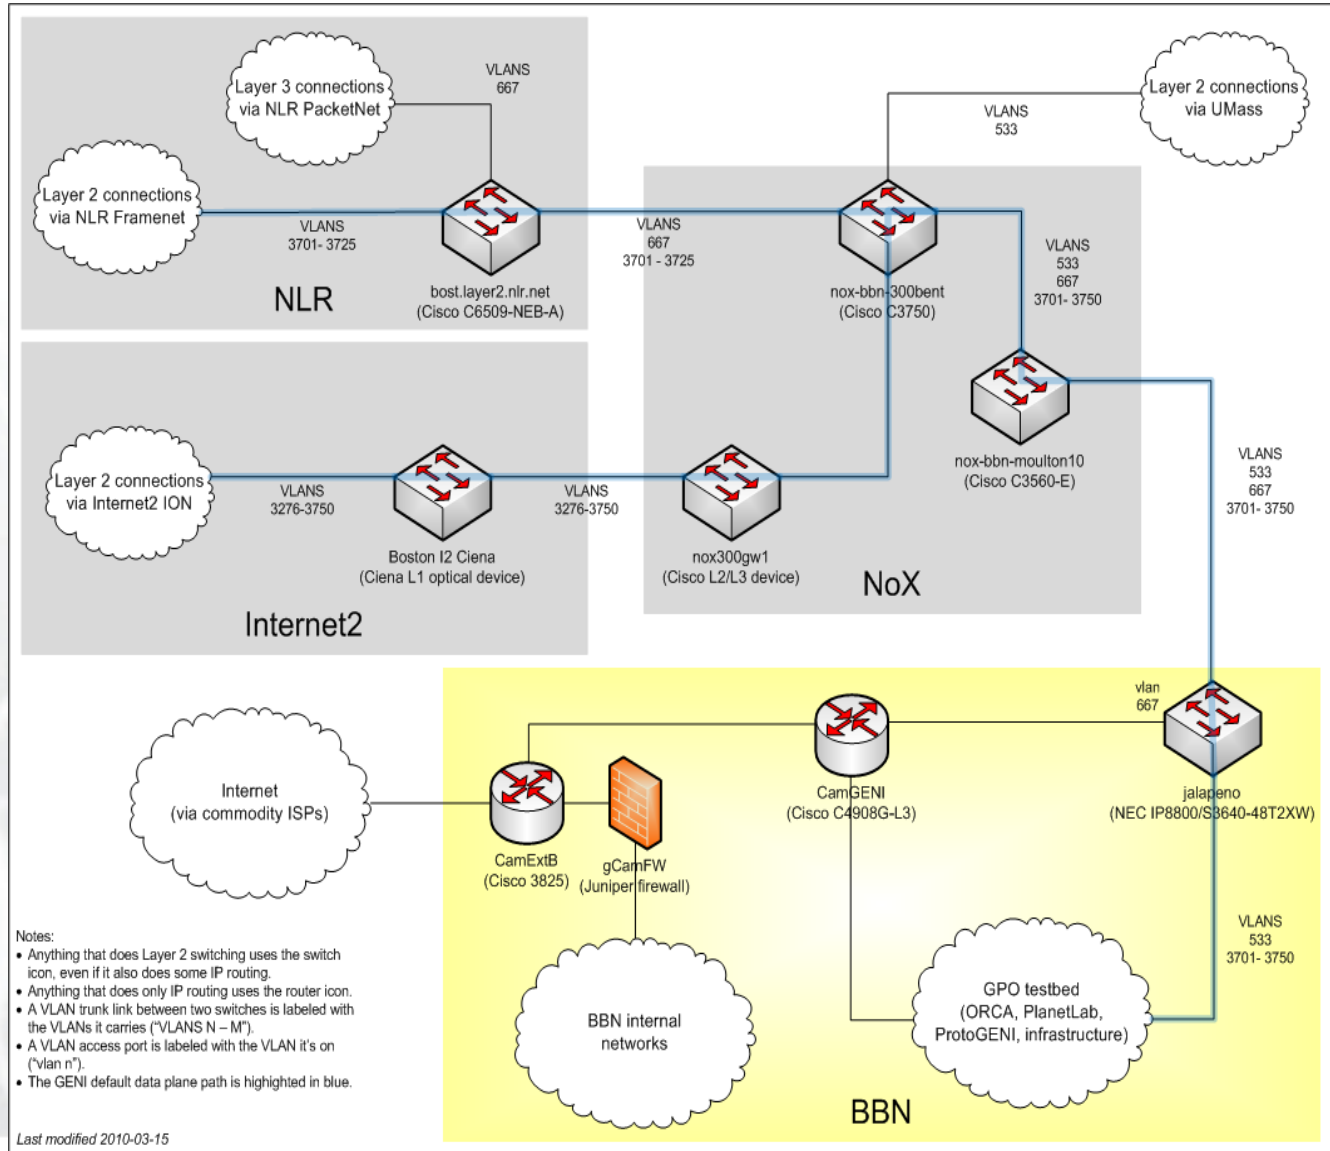 Layer 3 connections
via NLR PacketNet
VLANS
667
Layer 2 connections
via UMass
VLANS
533
Layer 2 connections
via NLR Framenet
VLANS
3701- 3725
VLANS
667
3701 - 3725
VLANS
533
667
3701- 3750
bost.layer2.nlr.net
(Cisco C6509-NEB-A)
NLR
nox-bbn-300bent
(Cisco C3750)
nox-bbn-moulton10
(Cisco C3560-E)
Layer 2 connections
via Internet2 ION
VLANS
3276-3750
VLANS
3276-3750
VLANS
533
667
3701- 3750
Boston I2 Ciena
(Ciena L1 optical device)
nox300gw1
(Cisco L2/L3 device)
NoX
Internet2
vlan
667
Internet
(via commodity ISPs)
CamGENI
(Cisco C4908G-L3)
jalapeno
(NEC IP8800/S3640-48T2XW)
CamExtB
(Cisco 3825)
gCamFW
(Juniper firewall)
VLANS
533
3701- 3750
GPO testbed
(ORCA, PlanetLab,
ProtoGENI, infrastructure)
BBN internal
networks
BBN
Notes:
• Anything that does Layer 2 switching uses the switch
icon, even if it also does some IP routing.
• Anything that does only IP routing uses the router icon.
• A VLAN trunk link between two switches is labeled with
the VLANs it carries ("VLANS N – M").
• A VLAN access port is labeled with the VLAN it's on
("vlan n").
• The GENI default data plane path is highlighted in blue.
Last modified 2010-03-15